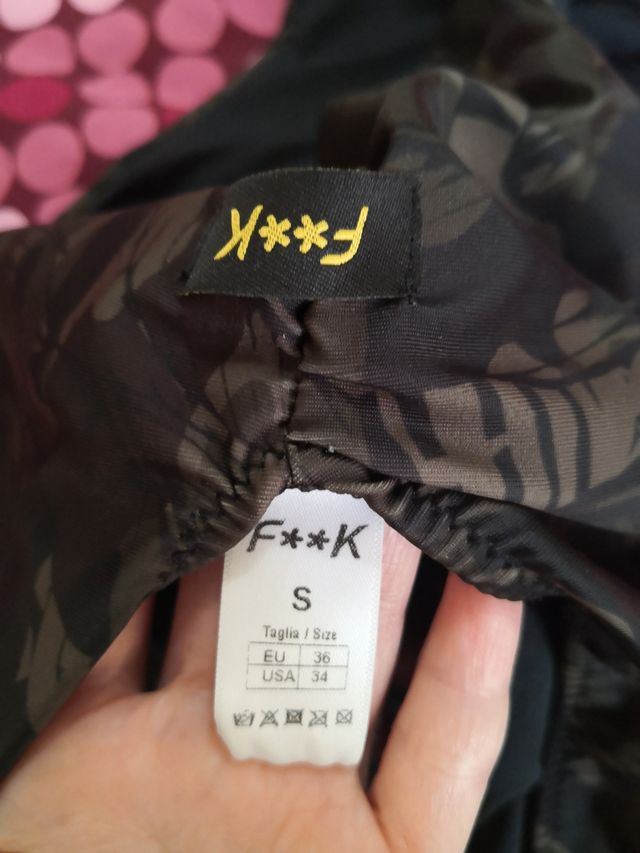 F**K
F**K
S
Taglia / Size
EU 36
USA 34